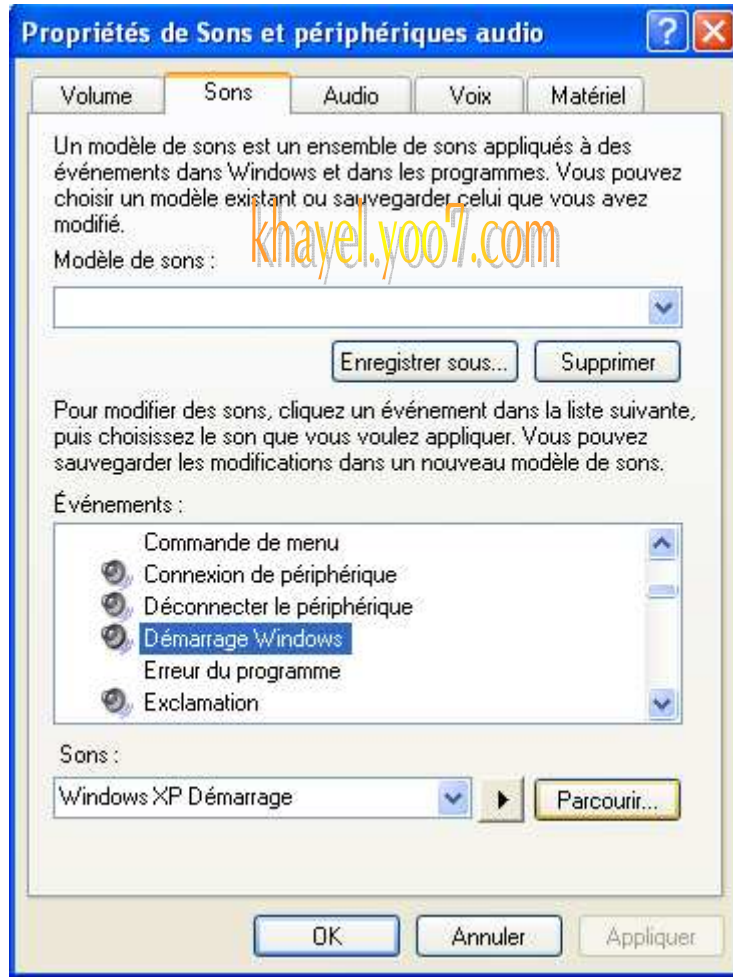 Propriétés de Sons et périphériques audio
Volume Sons Audio Voix Matériel
Un modèle de sons est un ensemble de sons appliqués à des
événements dans Windows et dans les programmes. Vous pouvez
choisir un modèle existant ou sauvegarder celui que vous avez
modifié.
khayel.yoo7.com
Modèle de sons :
Enregistrer sous... Supprimer
Pour modifier des sons, cliquez un événement dans la liste suivante,
puis choisissez le son que vous voulez appliquer. Vous pouvez
sauvegarder les modifications dans un nouveau modèle de sons.
Événements :
Commande de menu
Connexion de périphérique
Déconnecter le périphérique
Démarrage Windows
Erreur du programme
Exclamation
Sons :
Windows XP Démarrage Parcourir...
OK Annuler Appliquer